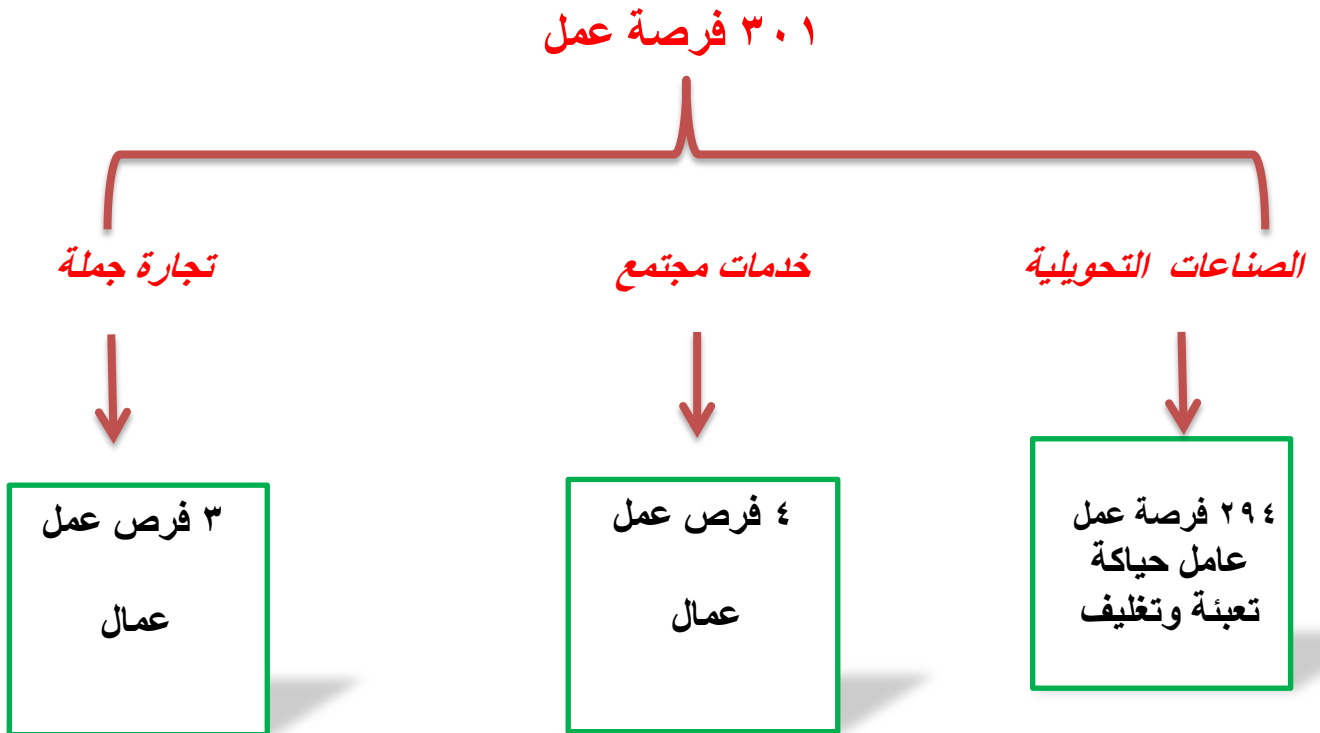 ٣٠١ فرصة عمل
الصناعات التحويلية
خدمات مجتمع
تجارة جملة
٢٩٤ فرصة عمل
عامل حياكة
تعبئة وتغليف
٤ فرص عمل
عمال
٣ فرص عمل
عمال